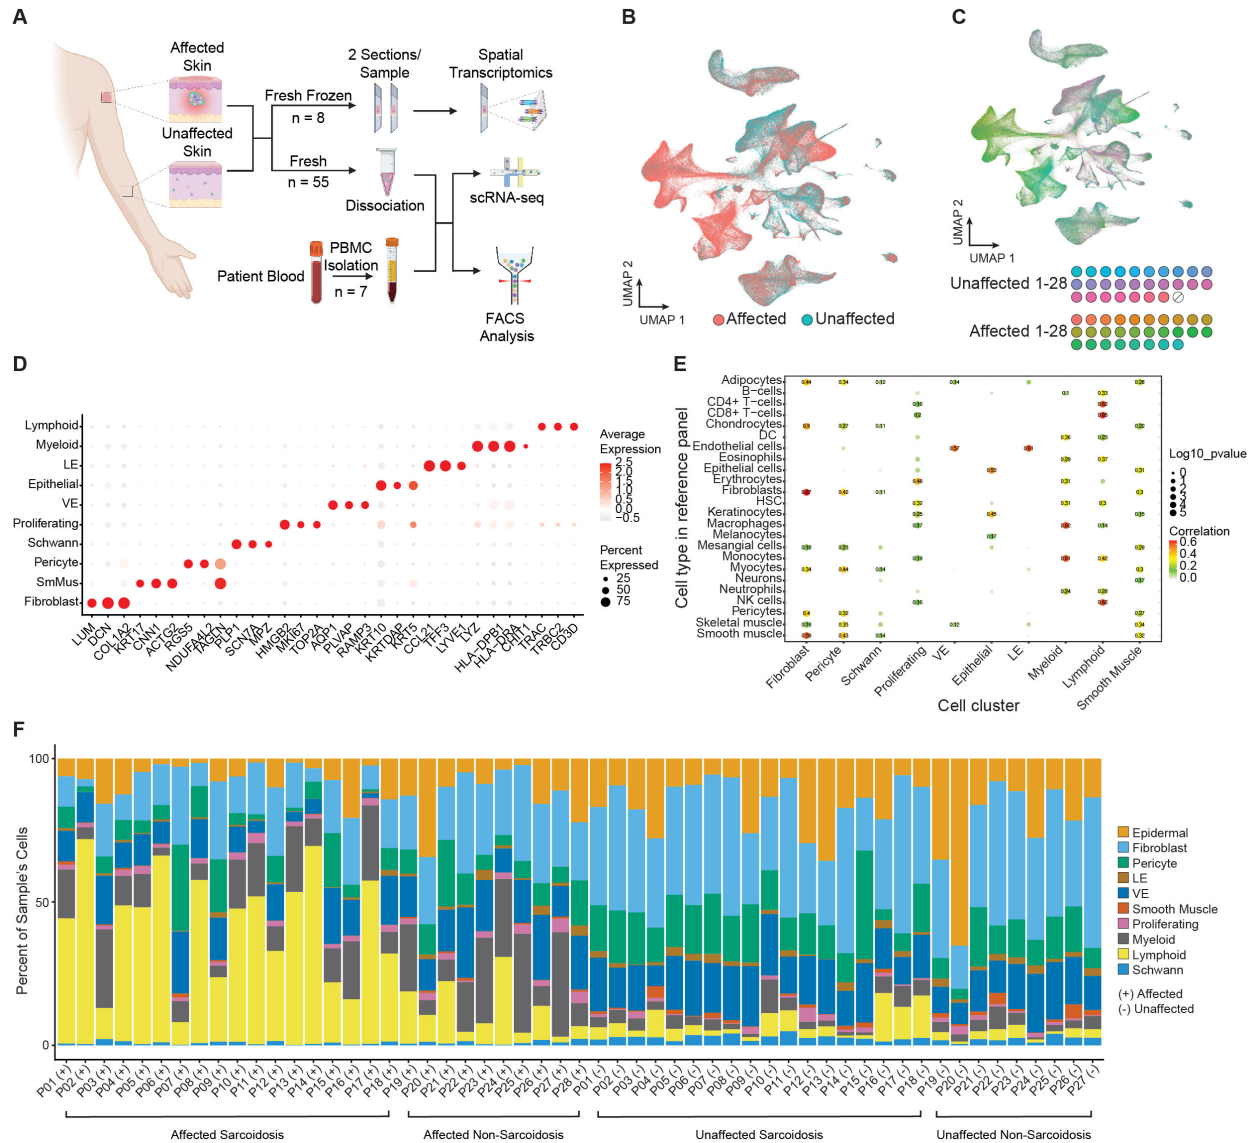 A
Affected
Skin
Unaffected
Skin
Fresh Frozen
n = 8
Fresh
n = 55
2 Sections/
Sample
Dissociation
Spatial
Transcriptomics
scRNA-seq
Patient Blood
PBMC
Isolation
n = 7
FACS
Analysis
B
UMAP 2
UMAP 1
Affected
Unaffected
C
UMAP 2
UMAP 1
Unaffected 1-28
Affected 1-28
D
Lymphoid
Myeloid
LE
Epithelial
VE
Proliferating
Schwann
Pericyte
SmMus
Fibroblast
LUM
DCN
COL1A2
KRT17
CNN1
ACTG2
RGS5
NDUFA4L2
TAGLN
PLP1
SCN7A
MPZ
HMGB2
MKI67
TOP2A
AQP1
PLVAP
RAMP3
KRT10
KRTDAP
KRT5
CCL21
TFF3
LYVE1
LYZ
HLA-DPB1
HLA-DRA
CHIT1
TRAC
TRBC2
CD3D
Average
Expression
2.5
2.0
1.5
1.0
0.5
0.0
−0.5
Percent
Expressed
25
50
75
E
Cell type in reference panel
Adipocytes
B-cells
CD4+ T-cells
CD8+ T-cells
Chondrocytes
DC
Endothelial cells
Eosinophils
Epithelial cells
Erythrocytes
Fibroblasts
HSC
Keratinocytes
Macrophages
Melanocytes
Mesangial cells
Monocytes
Myocytes
Neurons
Neutrophils
NK cells
Pericytes
Skeletal muscle
Smooth muscle
Fibroblast
Pericyte
Schwann
Proliferating
VE
Epithelial
LE
Myeloid
Lymphoid
Smooth Muscle
Cell cluster
Log10_pvalue
0
1
2
3
4
5
Correlation
0.6
0.4
0.2
0.0
F
Percent of Sample's Cells
100
50
0
P01 (+)
P02 (+)
P03 (+)
P04 (+)
P05 (+)
P06 (+)
P07 (+)
P08 (+)
P09 (+)
P10 (+)
P11 (+)
P12 (+)
P13 (+)
P14 (+)
P15 (+)
P16 (+)
P17 (+)
P18 (+)
P19 (+)
P20 (+)
P21 (+)
P22 (+)
P23 (+)
P24 (+)
P25 (+)
P26 (+)
P27 (+)
P28 (+)
P01 (-)
P02 (-)
P03 (-)
P04 (-)
P05 (-)
P06 (-)
P07 (-)
P08 (-)
P09 (-)
P10 (-)
P11 (-)
P12 (-)
P13 (-)
P14 (-)
P15 (-)
P16 (-)
P17 (-)
P18 (-)
P19 (-)
P20 (-)
P21 (-)
P22 (-)
P23 (-)
P24 (-)
P25 (-)
P26 (-)
P27 (-)
Affected Sarcoidosis
Affected Non-Sarcoidosis
Unaffected Sarcoidosis
Unaffected Non-Sarcoidosis
Epidermal
Fibroblast
Pericyte
LE
VE
Smooth Muscle
Proliferating
Myeloid
Lymphoid
Schwann
(+) Affected
(-) Unaffected